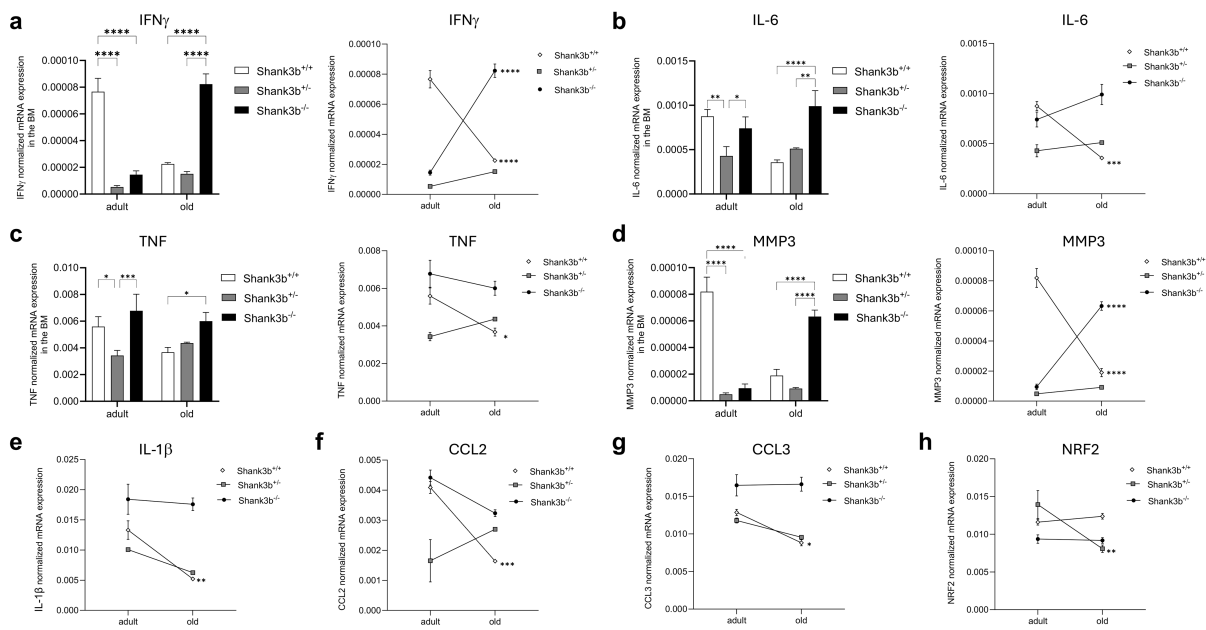 a
IFNγ
IFNγ normalized mRNA expression
in the BM
0.00010
0.00008
0.00006
0.00004
0.00002
0.00000
**** ****
**** ****
adult old
Shank3b+/+
Shank3b+/-
Shank3b-/-
IFNγ
IFNγ normalized mRNA expression
0.00010
0.00008
0.00006
0.00004
0.00002
0.00000
****
****
adult old
Shank3b+/+
Shank3b+/-
Shank3b-/-
b
IL-6
IL-6 normalized mRNA expression
in the BM
0.0015
0.0010
0.0005
0.0000
** * **** **
adult old
Shank3b+/+
Shank3b+/-
Shank3b-/-
IL-6
IL-6 normalized mRNA expression
0.0015
0.0010
0.0005
0.0000
***
adult old
Shank3b+/+
Shank3b+/-
Shank3b-/-
c
TNF
TNF normalized mRNA expression
in the BM
0.010
0.008
0.006
0.004
0.002
0.000
* *** *
adult old
Shank3b+/+
Shank3b+/-
Shank3b-/-
TNF
TNF normalized mRNA expression
0.008
0.006
0.004
0.002
0.000
*
adult old
Shank3b+/+
Shank3b+/-
Shank3b-/-
d
MMP3
MMP3 normalized mRNA expression
in the BM
0.00010
0.00008
0.00006
0.00004
0.00002
0.00000
**** ****
**** ****
adult old
Shank3b+/+
Shank3b+/-
Shank3b-/-
MMP3
MMP3 normalized mRNA expression
0.00010
0.00008
0.00006
0.00004
0.00002
0.00000
****
****
adult old
Shank3b+/+
Shank3b+/-
Shank3b-/-
e
IL-1β
IL-1β normalized mRNA expression
0.025
0.020
0.015
0.010
0.005
0.000
**
adult old
Shank3b+/+
Shank3b+/-
Shank3b-/-
f
CCL2
CCL2 normalized mRNA expression
0.005
0.004
0.003
0.002
0.001
0.000
***
adult old
Shank3b+/+
Shank3b+/-
Shank3b-/-
g
CCL3
CCL3 normalized mRNA expression
0.020
0.015
0.010
0.005
0.000
*
adult old
Shank3b+/+
Shank3b+/-
Shank3b-/-
h
NRF2
NRF2 normalized mRNA expression
0.020
0.015
0.010
0.005
0.000
**
adult old
Shank3b+/+
Shank3b+/-
Shank3b-/-